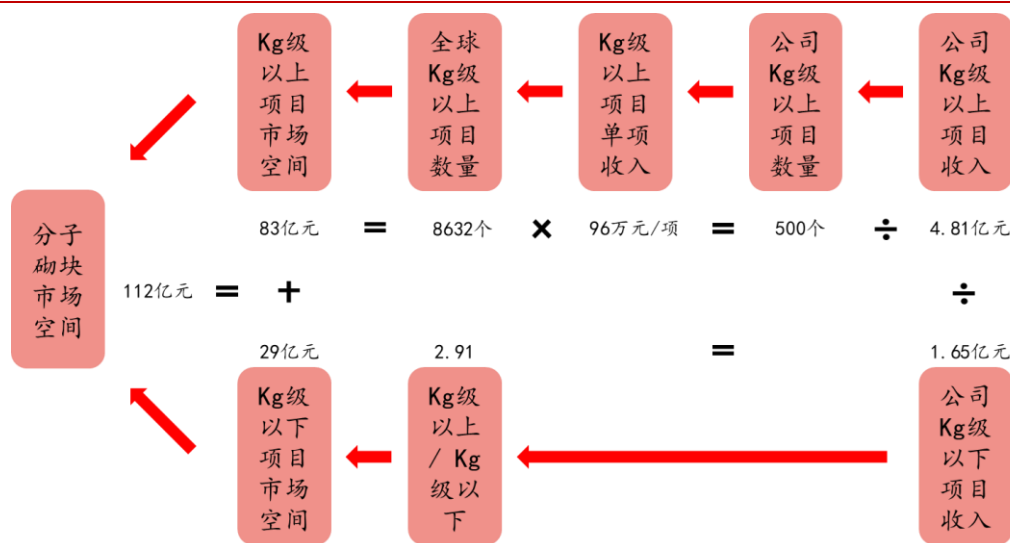 Kg级
以上
项目
市场
空间
全球
Kg级
以上
项目
数量
Kg级
以上
项目
单项
收入
公司
Kg级
以上
项目
数量
公司
Kg级
以上
项目
收入
分子
砌块
市场
空间
83亿元 = 8632个 × 96万元/项 = 500个 ÷ 4.81亿元
112亿元 = + ÷
29亿元 2.91 = 1.65亿元
Kg级
以下
项目
市场
空间
Kg级
以上
/ Kg
级以
下
公司
Kg级
以下
项目
收入